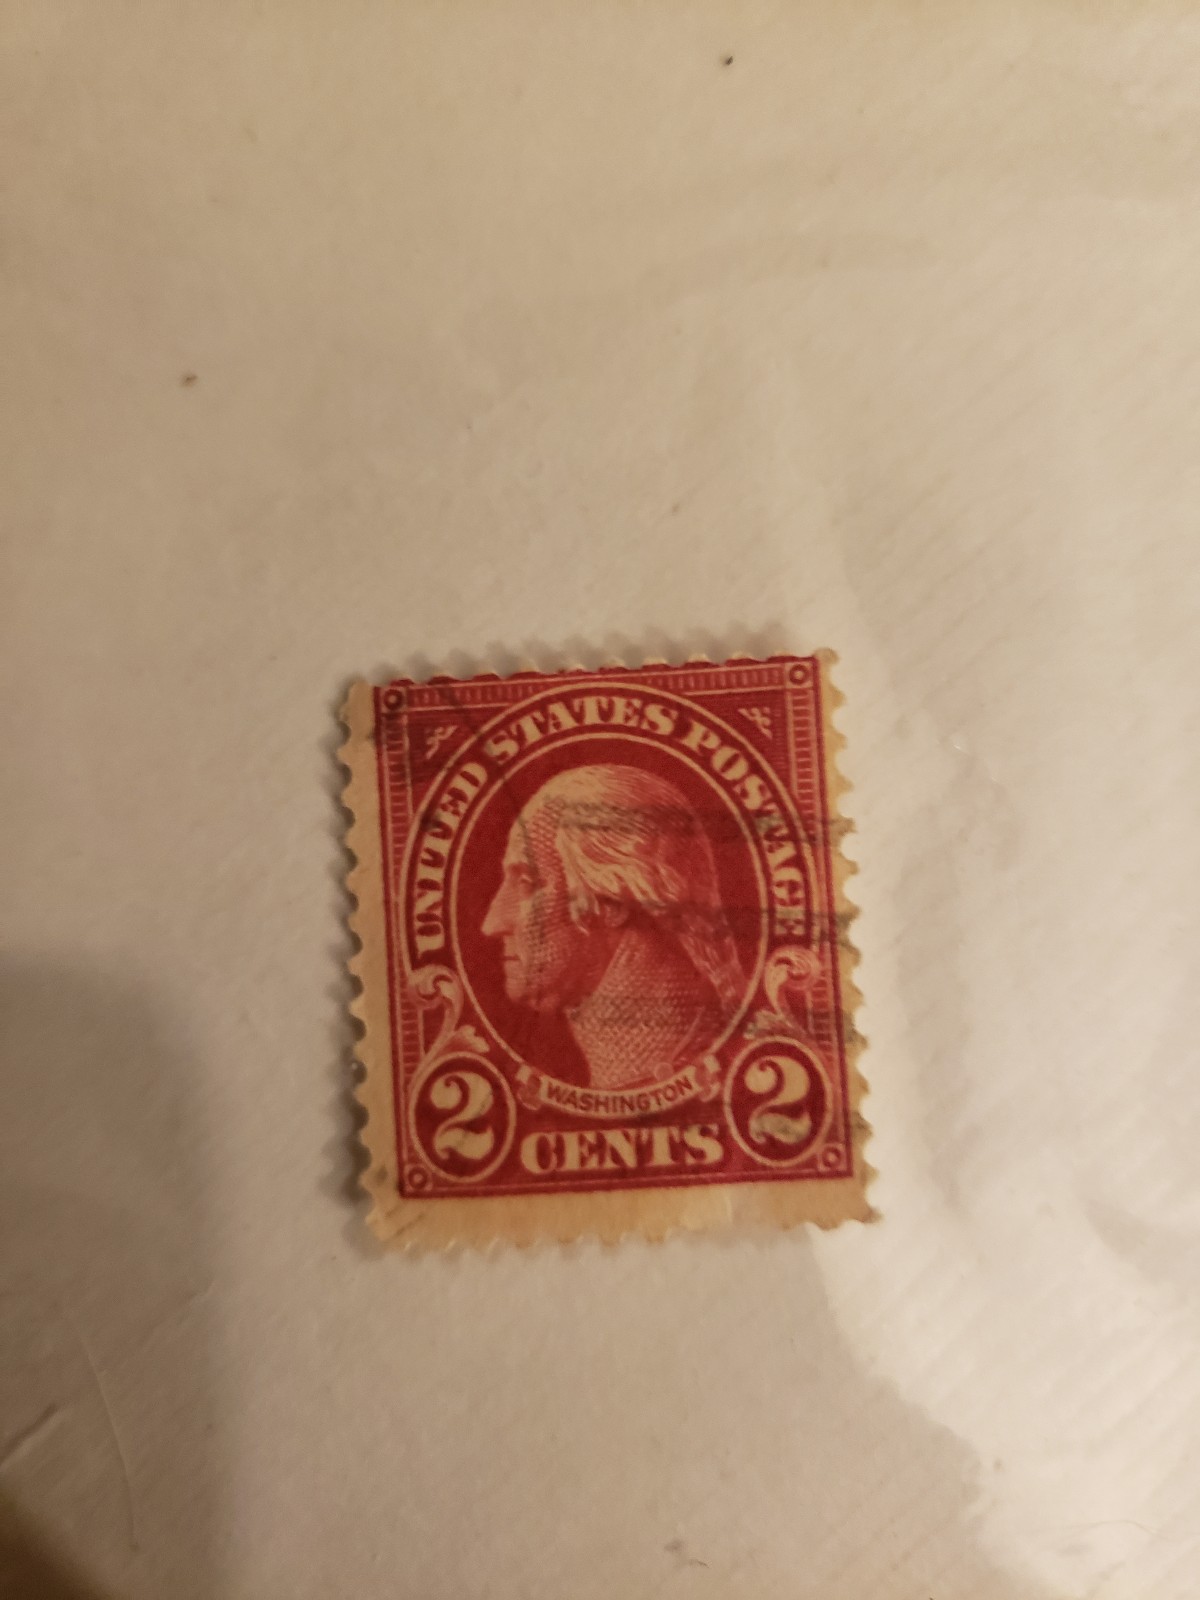 UNITED STATES POSTAGE
WASHINGTON
2 CENTS 2